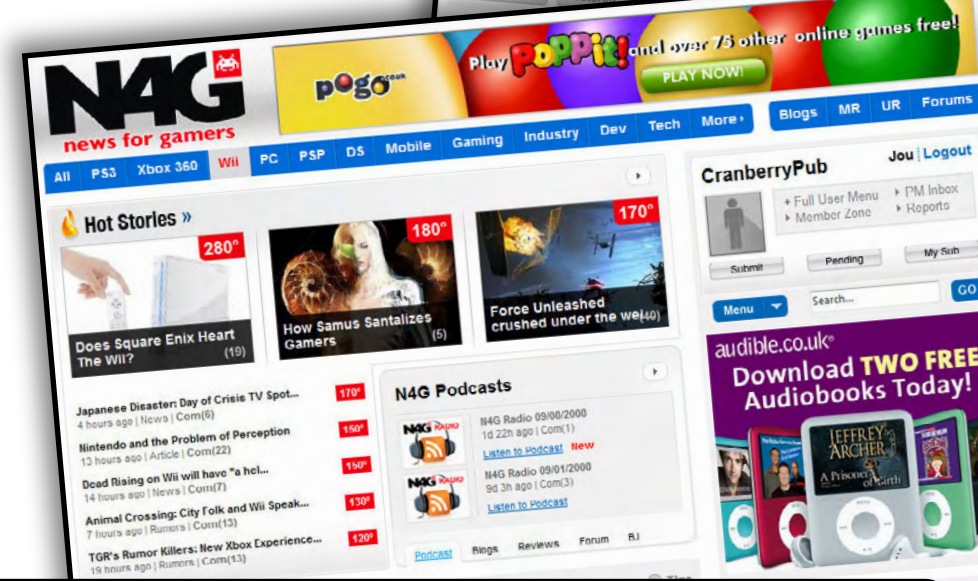 N4G
news for gamers
pogo.co.uk
Play POPPit! and over 75 other online games free!
PLAY NOW!
All PS3 Xbox 360 Wii PC PSP DS Mobile Gaming Industry Dev Tech More
Blogs MR UR Forums
Hot Stories »
280°
Does Square Enix Heart
The Wii? (19)
180°
How Samus Santalizes
Gamers (5)
170°
Force Unleashed
crushed under the wei...(40)
Japanese Disaster: Day of Crisis TV Spot... 170°
4 hours ago | News | Com(6)
Nintendo and the Problem of Perception 150°
13 hours ago | Article | Com(22)
Dead Rising on Wii will have "a hel... 150°
14 hours ago | News | Com(7)
Animal Crossing: City Folk and Wii Speak... 130°
7 hours ago | Rumors | Com(13)
TGR's Rumor Killers: New Xbox Experience... 120°
19 hours ago | Rumors | Com(13)
N4G Podcasts
N4G RADIO
N4G Radio 09/08/2000
1d 22h ago | Com(1)
Listen to Podcast New
N4G RADIO
N4G Radio 09/01/2000
9d 3h ago | Com(3)
Listen to Podcast
Podcast Blogs Reviews Forum B.I
CranberryPub
Jou | Logout
+ Full User Menu
PM Inbox
Member Zone
Reports
Submit Pending My Sub
Menu Search... GO
audible.co.uk
Download TWO FREE
Audiobooks Today!
JEFFREY
ARCHER
A Prisoner
of Birth